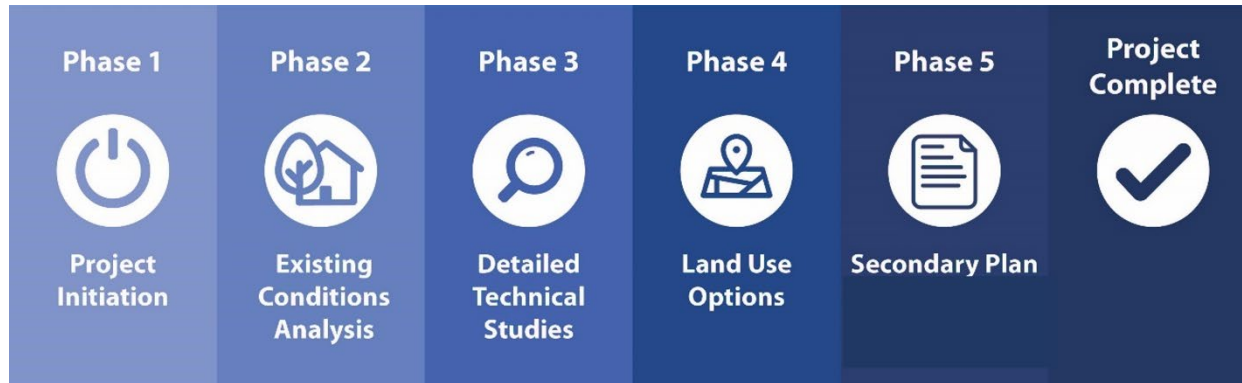 Phase 1
Project
Initiation
Phase 2
Existing
Conditions
Analysis
Phase 3
Detailed
Technical
Studies
Phase 4
Land Use
Options
Phase 5
Secondary Plan
Project
Complete